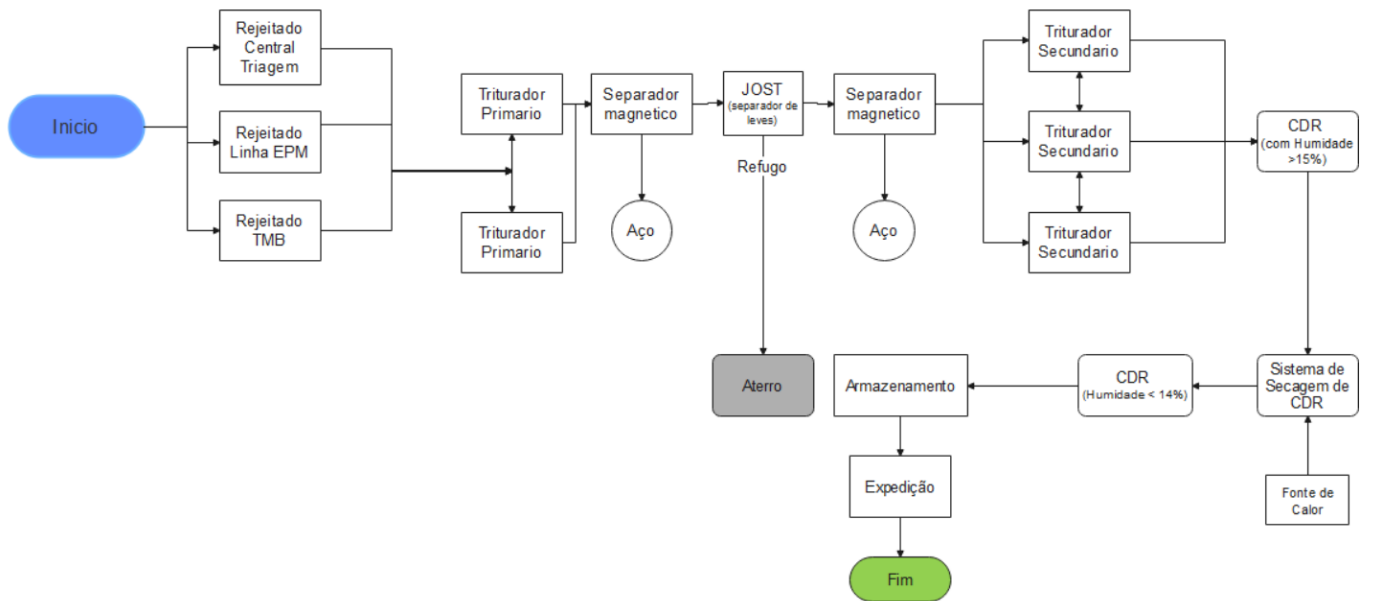 Inicio
Rejeitado
Central
Triagem
Rejeitado
Linha EPM
Rejeitado
TMB
Triturador
Primario
Triturador
Primario
Separador
magnetico
Aço
JOST
(separador de
leves)
Refugo
Aterro
Separador
magnetico
Aço
Triturador
Secundario
Triturador
Secundario
Triturador
Secundario
CDR
(com Humidade
>15%)
Sistema de
Secagem de
CDR
Fonte de
Calor
CDR
(Humidade < 14%)
Armazenamento
Expedição
Fim